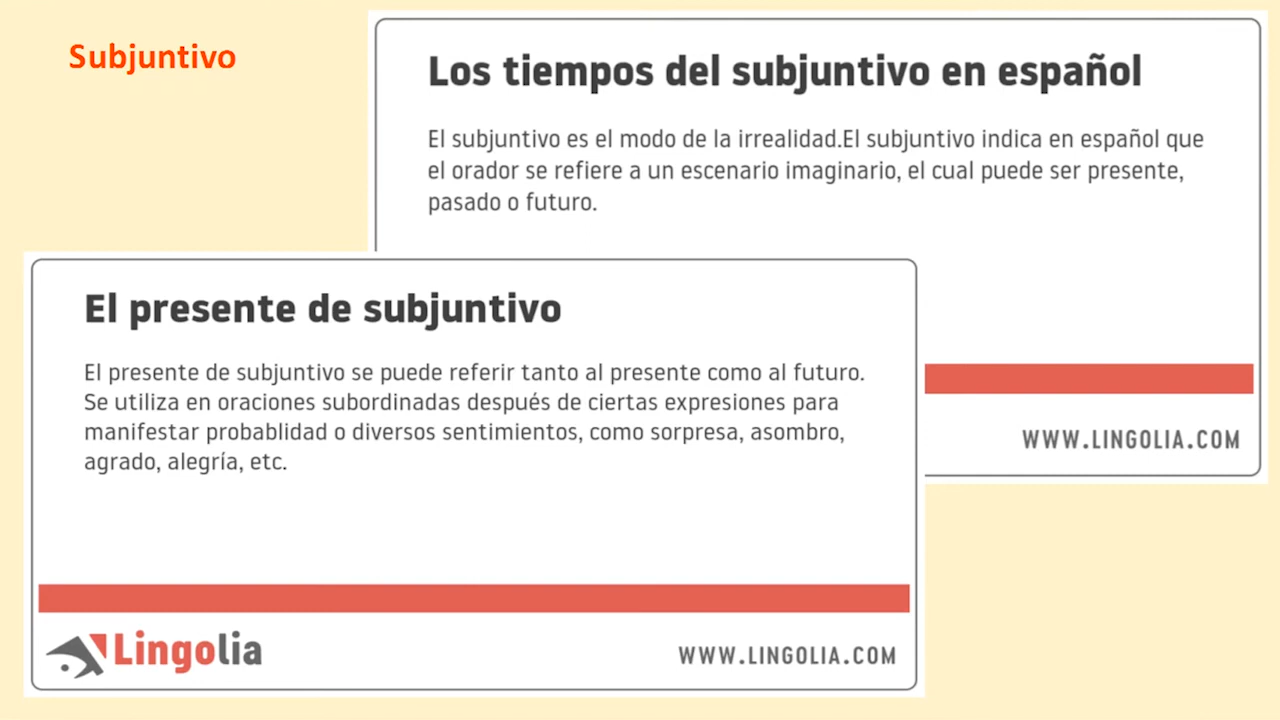 Subjuntivo
Los tiempos del subjuntivo en español
El subjuntivo es el modo de la irrealidad.El subjuntivo indica en español que
el orador se refiere a un escenario imaginario, el cual puede ser presente,
pasado o futuro.
WWW.LINGOLIA.COM
El presente de subjuntivo
El presente de subjuntivo se puede referir tanto al presente como al futuro.
Se utiliza en oraciones subordinadas después de ciertas expresiones para
manifestar probablidad o diversos sentimientos, como sorpresa, asombro,
agrado, alegría, etc.
Lingolia
WWW.LINGOLIA.COM